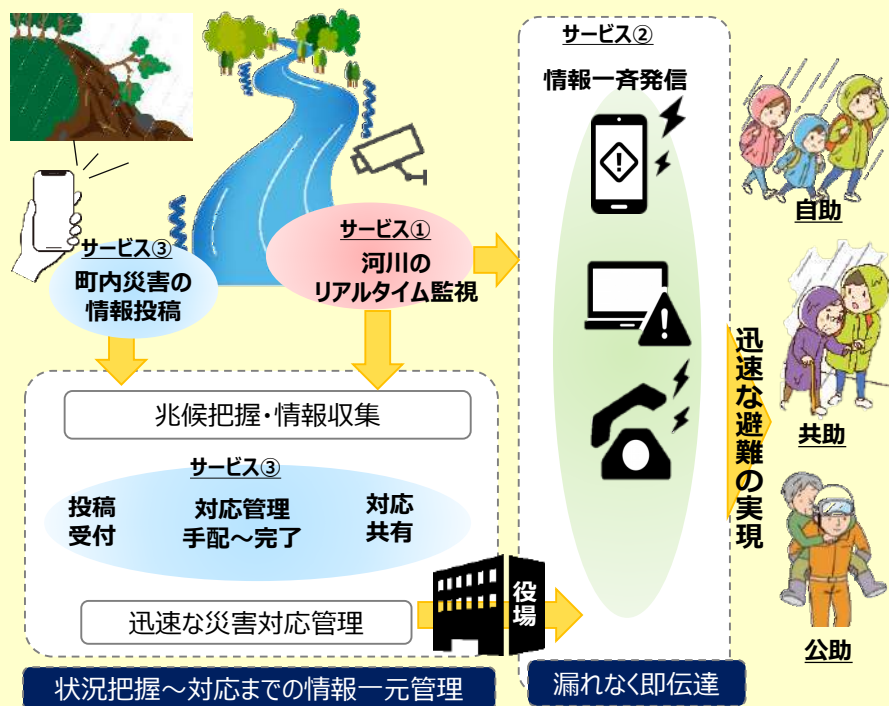 サービス③
町内災害の
情報投稿
サービス①
河川の
リアルタイム監視
兆候把握・情報収集
サービス③
投稿
受付
対応管理
手配～完了
対応
共有
迅速な災害対応管理
役場
状況把握～対応までの情報一元管理
サービス②
情報一斉発信
漏れなく即伝達
迅速な避難の実現
自助
共助
公助